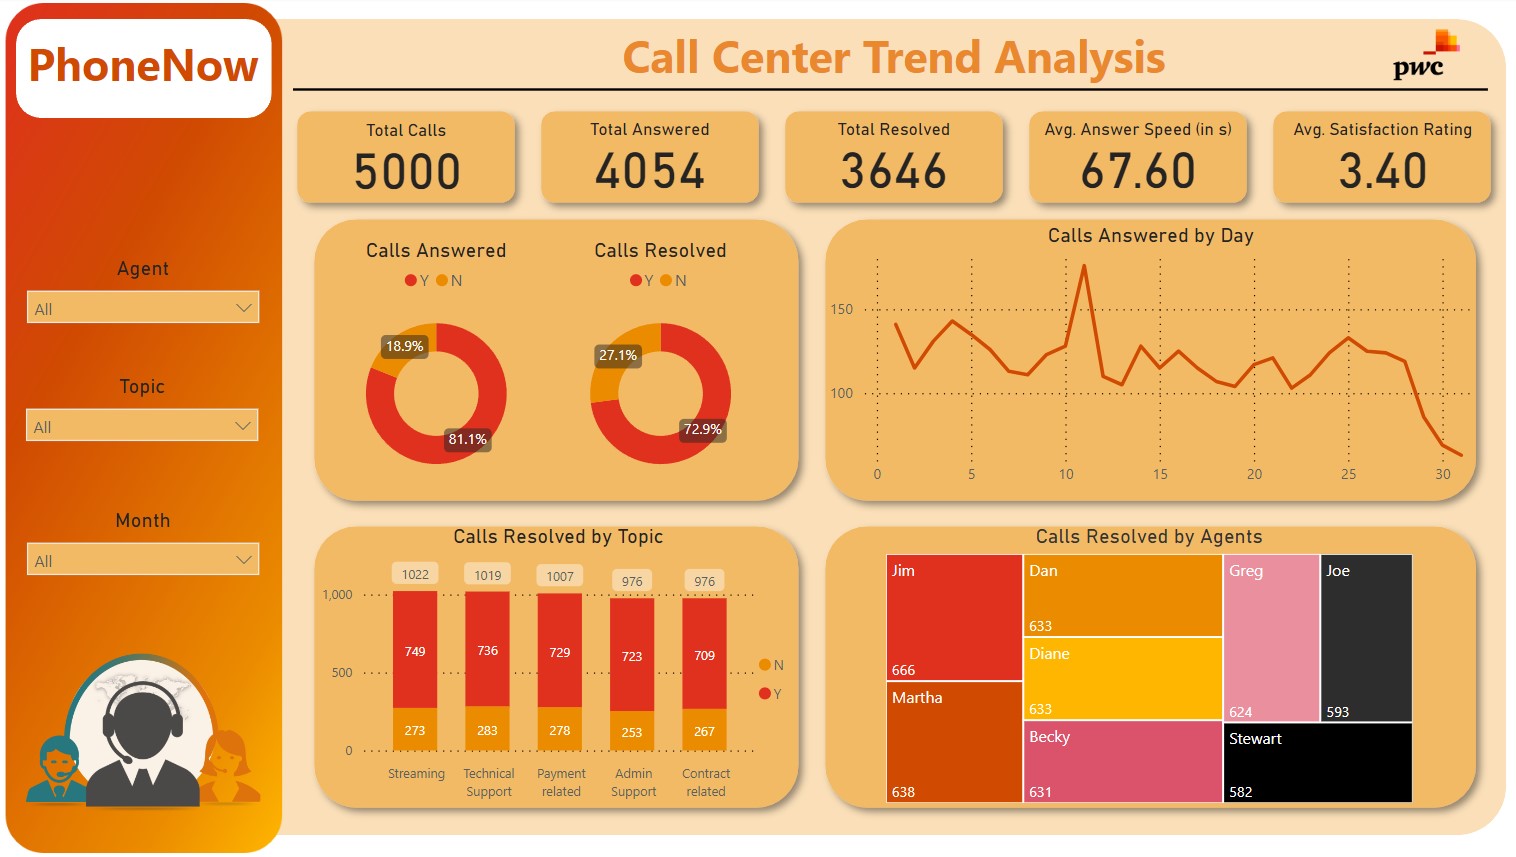 PhoneNow
Call Center Trend Analysis
pwc
Total Calls
5000
Total Answered
4054
Total Resolved
3646
Avg. Answer Speed (in s)
67.60
Avg. Satisfaction Rating
3.40
Agent
All
Topic
All
Month
All
Calls Answered
Y N
18.9%
81.1%
Calls Resolved
Y N
27.1%
72.9%
Calls Answered by Day
150
100
0 5 10 15 20 25 30
Calls Resolved by Topic
1022 1019 1007 976 976
1,000
749 736 729 723 709
500
273 283 278 253 267
0
Streaming
Technical
Support
Payment
related
Admin
Support
Contract
related
N
Y
Calls Resolved by Agents
Jim
666
Martha
638
Dan
633
Diane
633
Becky
631
Greg
624
Joe
593
Stewart
582